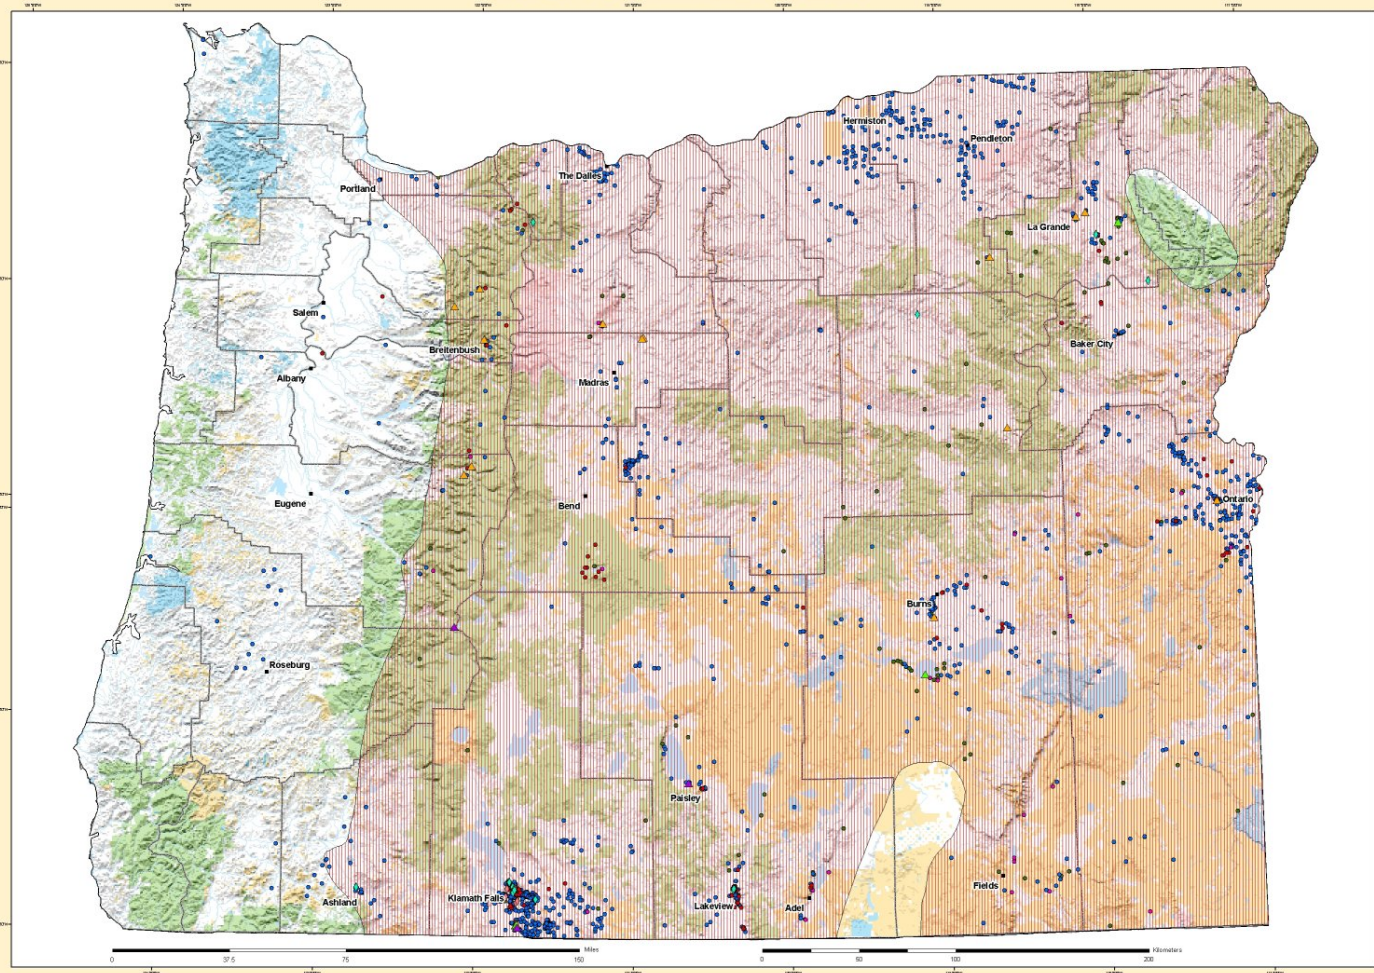 Hermiston
Pendleton
The Dalles
Portland
La Grande
Salem
Breitenbush
Baker City
Albany
Madras
Eugene
Bend
Ontario
Burns
Roseburg
Paisley
Fields
Klamath Falls
Ashland
Lakeview
Adel
Miles
Kilometers
0 37.5 75 150
0 50 100 200